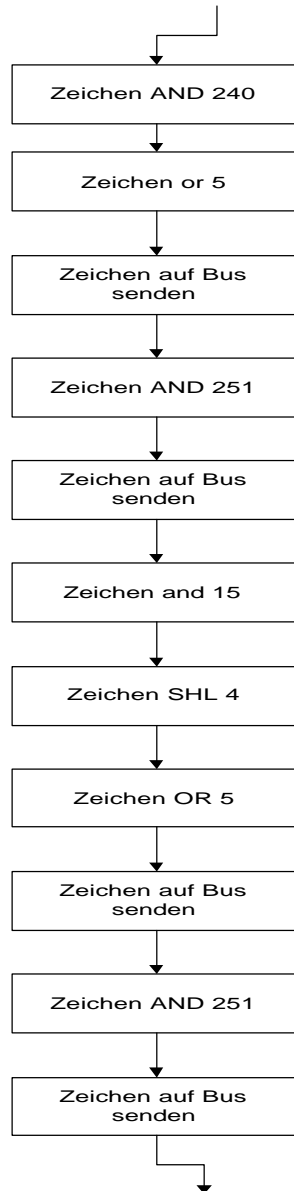 Zeichen AND 240
Zeichen or 5
Zeichen auf Bus
senden
Zeichen AND 251
Zeichen auf Bus
senden
Zeichen and 15
Zeichen SHL 4
Zeichen OR 5
Zeichen auf Bus
senden
Zeichen AND 251
Zeichen auf Bus
senden